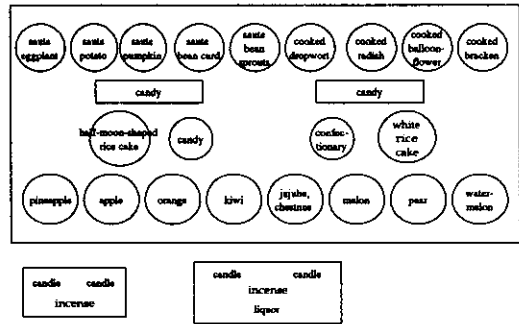 saute eggplant
saute potato
saute pumpkin
saute bean card
saute bean sprouts
cooked dropwort
cooked radish
cooked balloon-flower
cooked bracken
candy
candy
half-moon-shaped rice cake
candy
confec-tionary
white rice cake
pineapple
apple
orange
kiwi
jujube, chestnes
melon
pear
water-melon
candle candle
incense
candle candle
incense
liquor